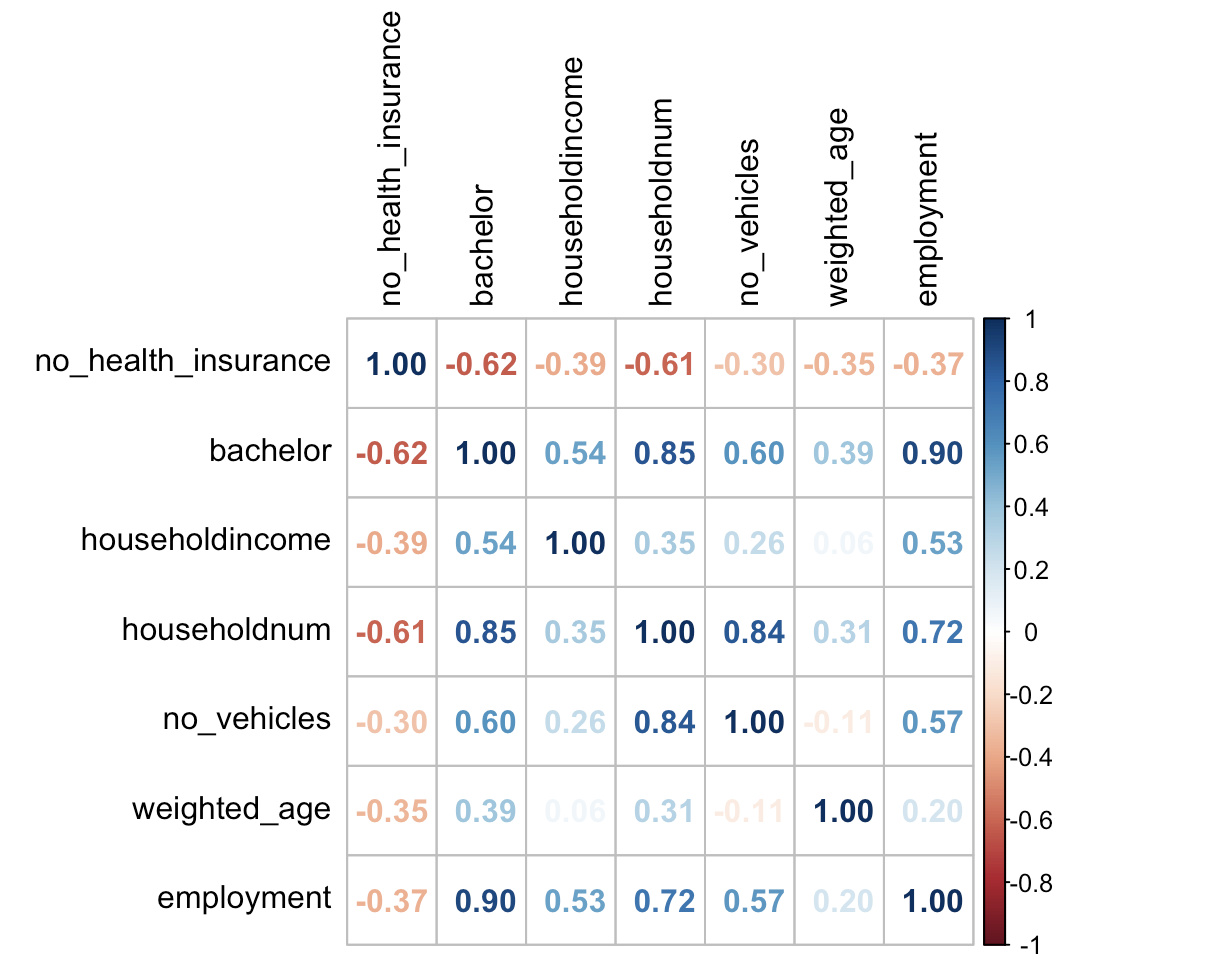 no_health_insurance
bachelor
householdincome
householdnum
no_vehicles
weighted_age
employment
no_health_insurance 1.00 -0.62 -0.39 -0.61 -0.30 -0.35 -0.37
bachelor -0.62 1.00 0.54 0.85 0.60 0.39 0.90
householdincome -0.39 0.54 1.00 0.35 0.26 0.06 0.53
householdnum -0.61 0.85 0.35 1.00 0.84 0.31 0.72
no_vehicles -0.30 0.60 0.26 0.84 1.00 -0.11 0.57
weighted_age -0.35 0.39 0.06 0.31 -0.11 1.00 0.20
employment -0.37 0.90 0.53 0.72 0.57 0.20 1.00
1
0.8
0.6
0.4
0.2
0
-0.2
-0.4
-0.6
-0.8
-1